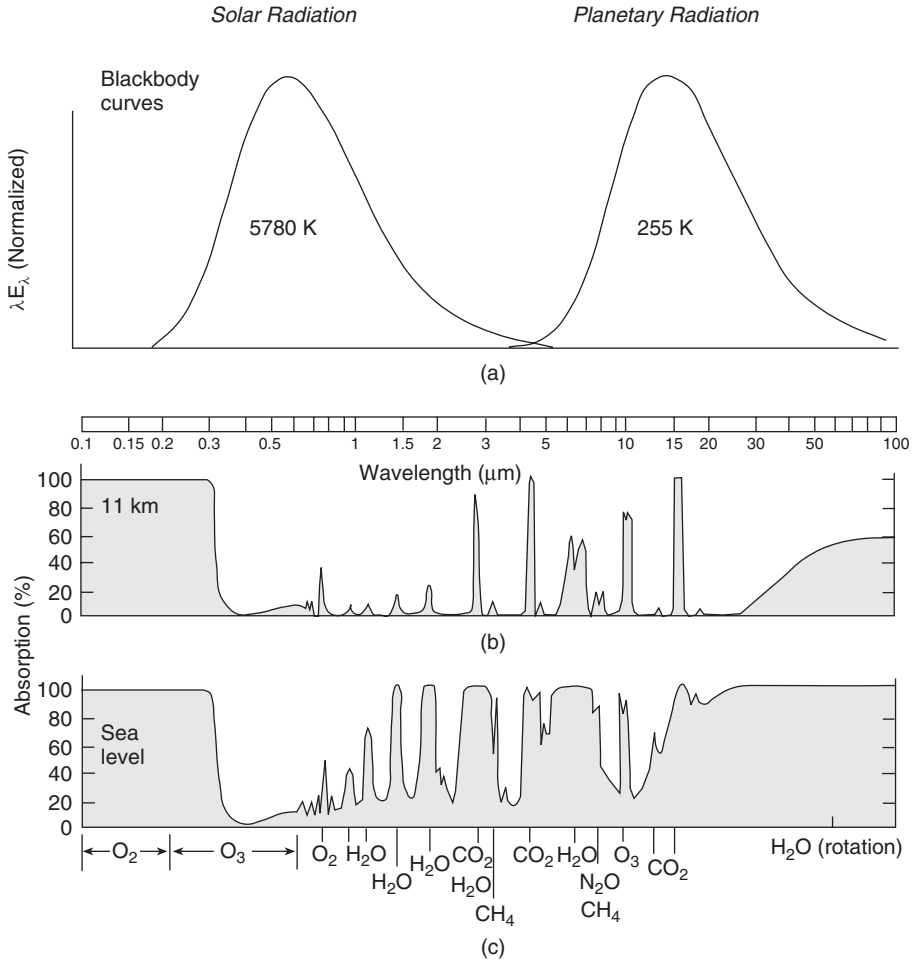 Solar Radiation Planetary Radiation
Blackbody
curves
λE_λ (Normalized)
5780 K 255 K
(a)
0.1 0.15 0.2 0.3 0.5 1 1.5 2 3 5 10 15 20 30 50 100
Wavelength (μm)
Absorption (%)
100
80
60
40
20
0
11 km
(b)
100
80
60
40
20
0
Sea
level
O₂ O₃ O₂ H₂O H₂O H₂O CO₂ H₂O CH₄ CO₂ H₂O N₂O CH₄ O₃ CO₂ H₂O (rotation)
(c)